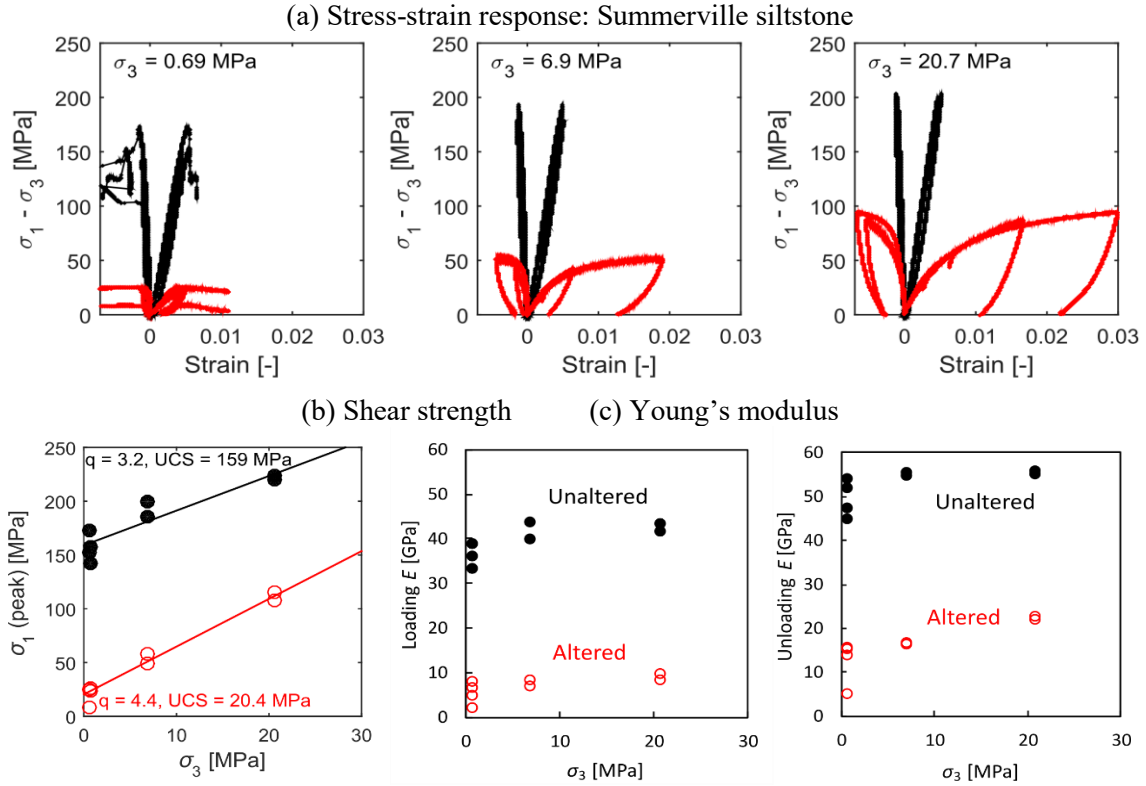 (a) Stress-strain response: Summerville siltstone
σ3 = 0.69 MPa
σ3 = 6.9 MPa
σ3 = 20.7 MPa
250
200
150
100
50
0
σ1 - σ3 [MPa]
0 0.01 0.02 0.03
Strain [-]
250
200
150
100
50
0
σ1 - σ3 [MPa]
0 0.01 0.02 0.03
Strain [-]
250
200
150
100
50
0
σ1 - σ3 [MPa]
0 0.01 0.02 0.03
Strain [-]
(b) Shear strength
(c) Young's modulus
250
200
150
100
50
0
σ1 (peak) [MPa]
q = 3.2, UCS = 159 MPa
q = 4.4, UCS = 20.4 MPa
0 10 20 30
σ3 [MPa]
60
50
40
30
20
10
0
Loading E [GPa]
Unaltered
Altered
0 10 20 30
σ3 [MPa]
60
50
40
30
20
10
0
Unloading E [GPa]
Unaltered
Altered
0 10 20 30
σ3 [MPa]